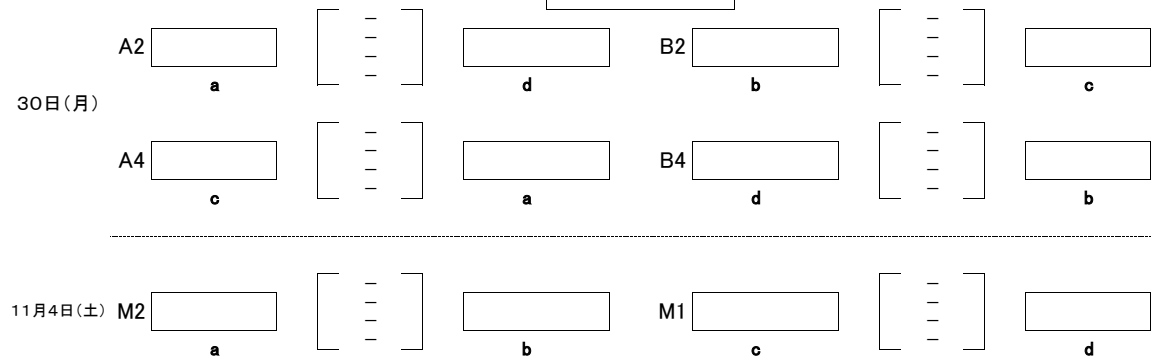 A2 – – – – B2 – – – –
a d b c
30日(月)
A4 – – – – B4 – – – –
c a d b
11月4日(土) M2 – – – – M1 – – – –
a b c d